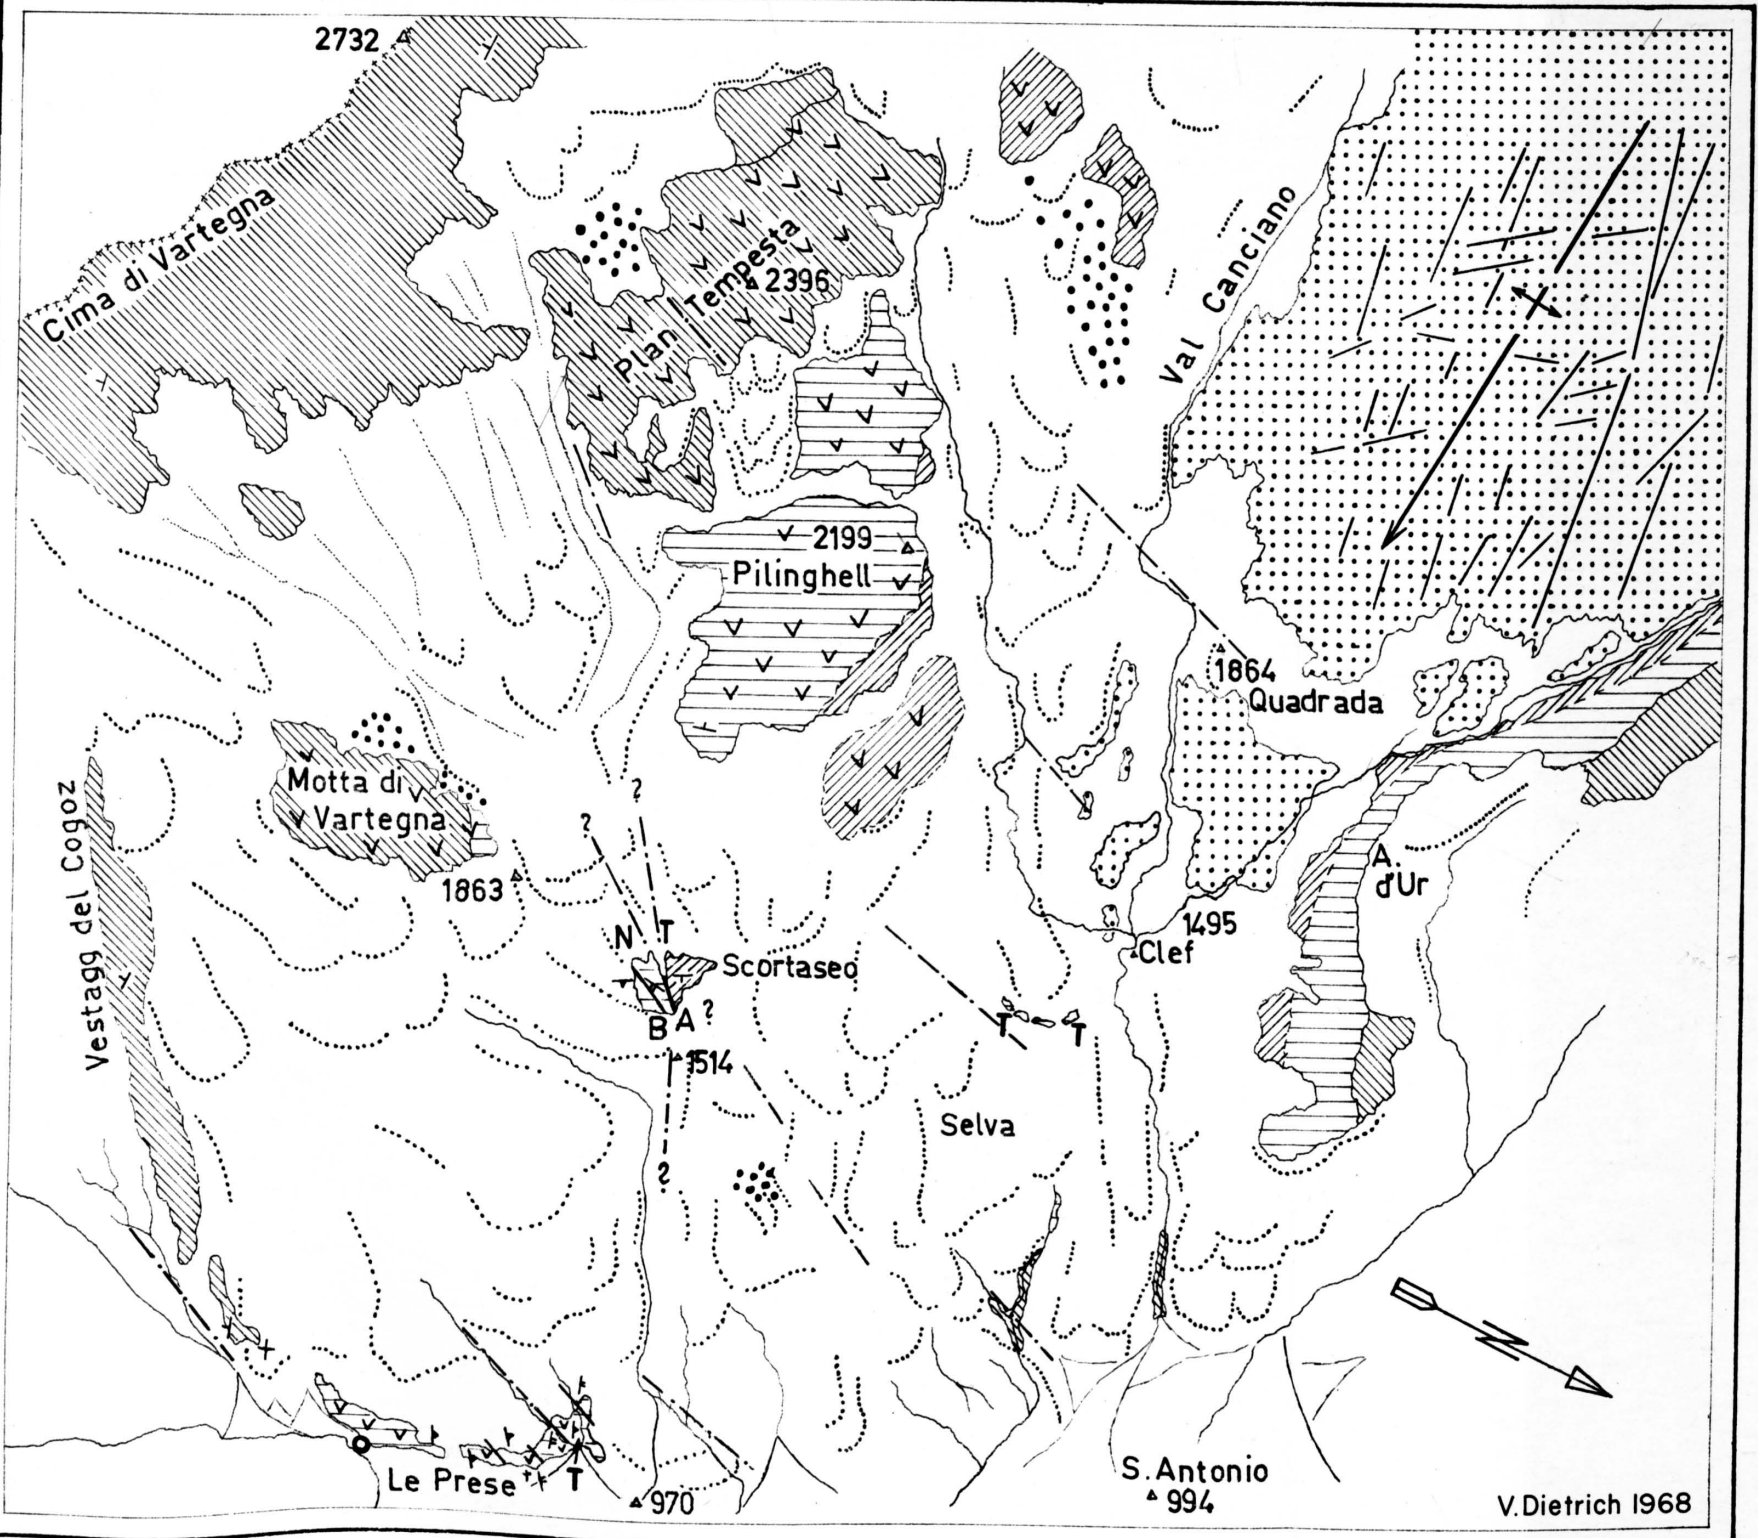 2732
Cima di Vartegna
Plan Tempesta
2396
Val Canciano
2199
Pilinghell
1864
Quadrada
Motta di
Vartegna
1863
Vestagg del Cogoz
?
?
N
T
Scortaseo
B
A
?
1514
?
A.
d'Ur
1495
Clef
T
T
Selva
N
Le Prese
T
970
S. Antonio
994
V. Dietrich 1968